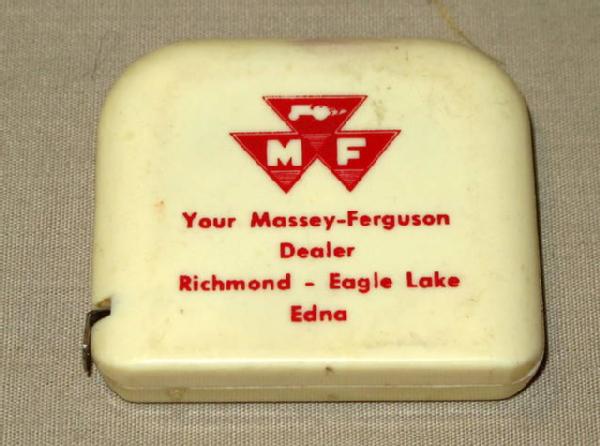 M F
Your Massey-Ferguson
Dealer
Richmond - Eagle Lake
Edna